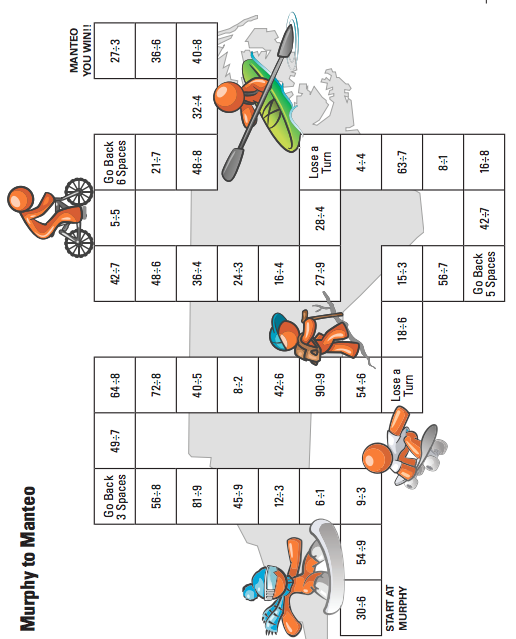 Murphy to Manteo
START AT
MURPHY
30÷6
54÷9
9÷3
6÷1
12÷3
45÷9
81÷9
56÷8
Go Back
3 Spaces
49÷7
64÷8
72÷8
40÷5
8÷2
42÷6
90÷9
54÷6
Lose a
Turn
18÷6
15÷3
56÷7
Go Back
5 Spaces
42÷7
16÷8
8÷1
63÷7
4÷4
Lose a
Turn
28÷4
27÷9
16÷4
24÷3
36÷4
48÷6
42÷7
5÷5
Go Back
6 Spaces
21÷7
48÷8
32÷4
40÷8
36÷6
27÷3
MANTEO
YOU WIN!!